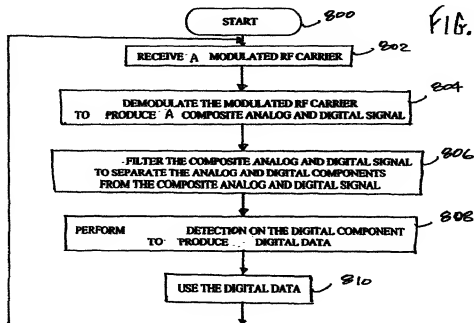 START
800
FIG.
RECEIVE A MODULATED RF CARRIER
802
DEMODULATE THE MODULATED RF CARRIER
TO PRODUCE A COMPOSITE ANALOG AND DIGITAL SIGNAL
804
FILTER THE COMPOSITE ANALOG AND DIGITAL SIGNAL
TO SEPARATE THE ANALOG AND DIGITAL COMPONENTS
FROM THE COMPOSITE ANALOG AND DIGITAL SIGNAL
806
PERFORM DETECTION ON THE DIGITAL COMPONENT
TO PRODUCE DIGITAL DATA
808
USE THE DIGITAL DATA
810